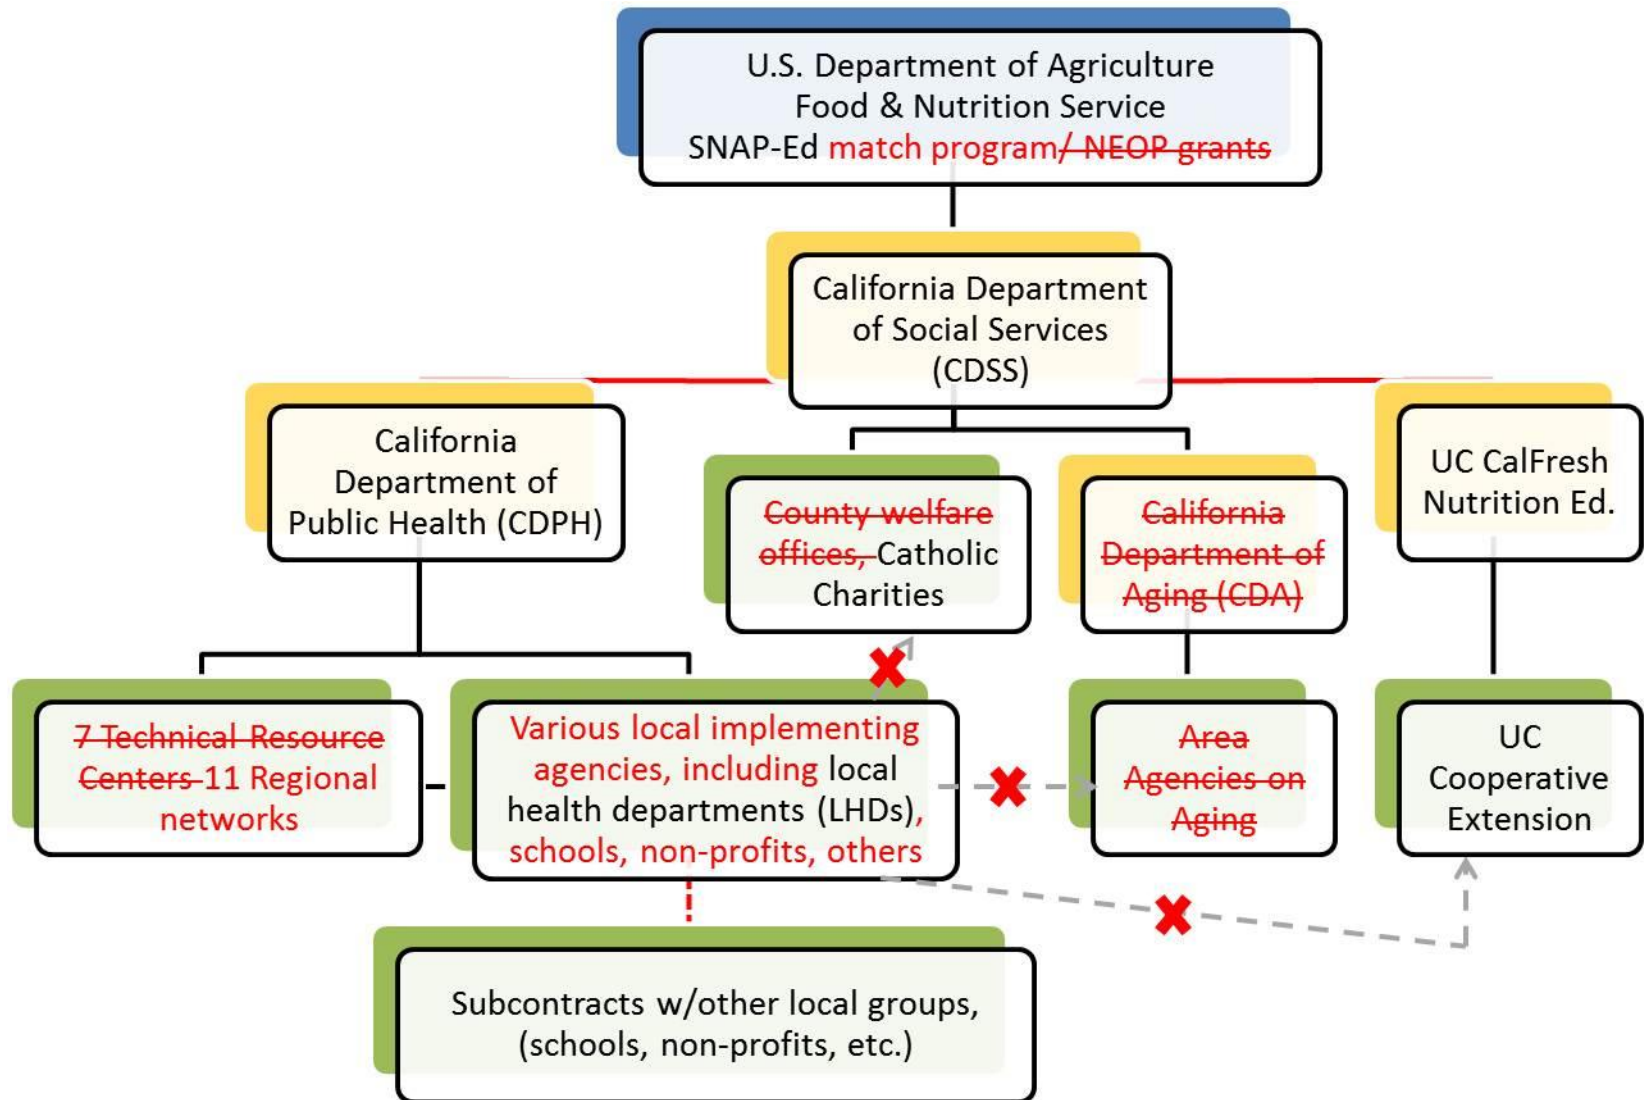 U.S. Department of Agriculture
Food & Nutrition Service
SNAP-Ed match program/ NEOP grants
California Department
of Social Services
(CDSS)
California
Department of
Public Health (CDPH)
County welfare
offices, Catholic
Charities
California
Department of
Aging (CDA)
UC CalFresh
Nutrition Ed.
7 Technical Resource
Centers 11 Regional
networks
Various local implementing
agencies, including local
health departments (LHDs),
schools, non-profits, others
Area
Agencies on
Aging
UC
Cooperative
Extension
Subcontracts w/other local groups,
(schools, non-profits, etc.)